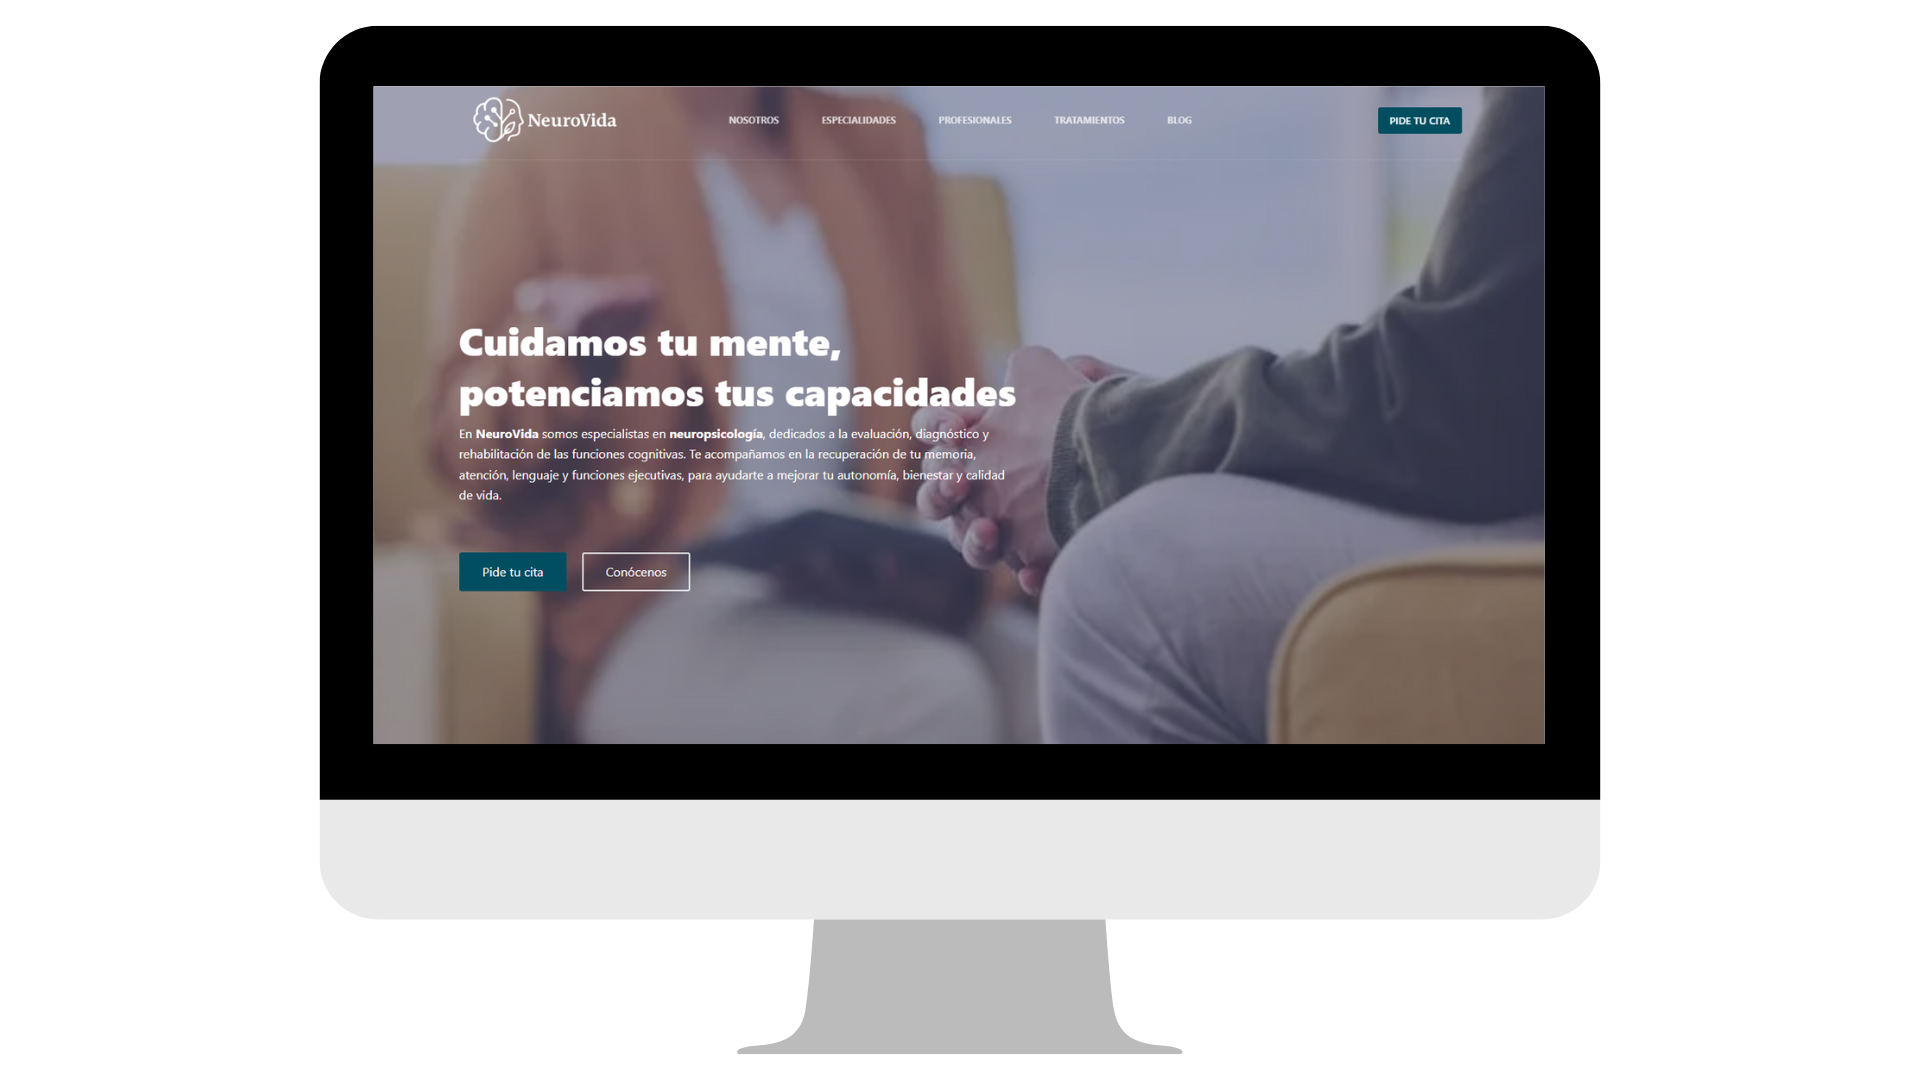 NeuroVida
NOSOTROS
ESPECIALIDADES
PROFESIONALES
TRATAMIENTOS
BLOG
PIDE TU CITA
Cuidamos tu mente,
potenciamos tus capacidades
En NeuroVida somos especialistas en neuropsicología, dedicados a la evaluación, diagnóstico y
rehabilitación de las funciones cognitivas. Te acompañamos en la recuperación de tu memoria,
atención, lenguaje y funciones ejecutivas, para ayudarte a mejorar tu autonomía, bienestar y calidad
de vida.
Pide tu cita
Conócenos